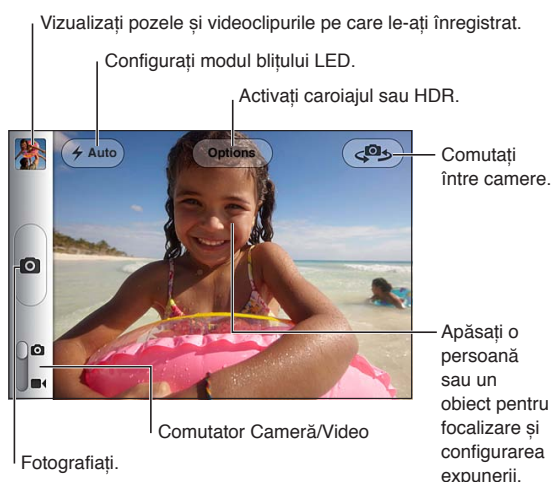 Vizualizați pozele și videoclipurile pe care le-ați înregistrat.
Configurați modul blițului LED.
Activați caroiajul sau HDR.
Auto
Options
Comutați
între camere.
Apăsați o
persoană
sau un
obiect pentru
focalizare și
configurarea
expunerii.
Comutator Cameră/Video
Fotografiați.